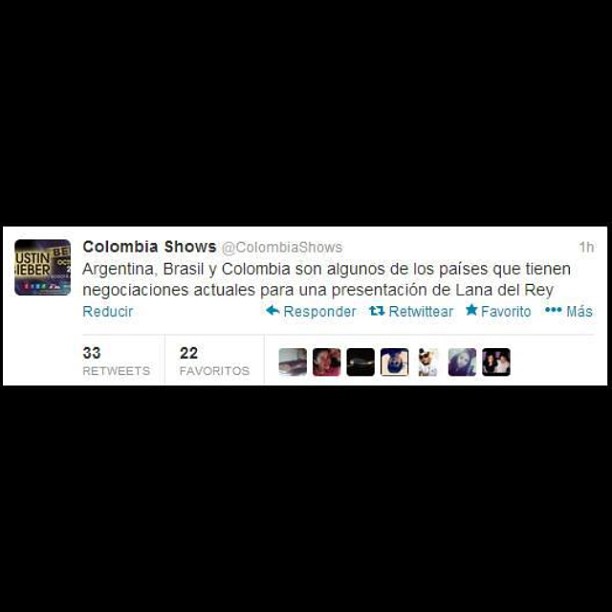 USTIN
BIEBER
Colombia Shows @ColombiaShows 1h
Argentina, Brasil y Colombia son algunos de los países que tienen
negociaciones actuales para una presentación de Lana del Rey
Reducir Responder Retwittear Favorito Más
33 22
RETWEETS FAVORITOS